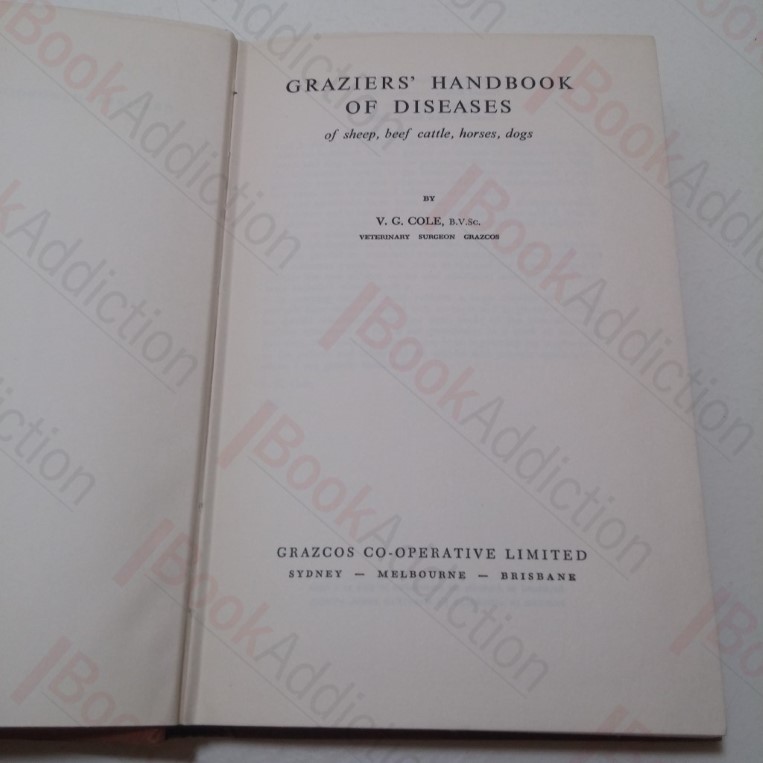 GRAZIERS' HANDBOOK
OF DISEASES
of sheep, beef cattle, horses, dogs
BY
V. G. COLE, B.V.Sc.
VETERINARY SURGEON GRAZCOS
GRAZCOS CO-OPERATIVE LIMITED
SYDNEY — MELBOURNE — BRISBANE
BookAddiction